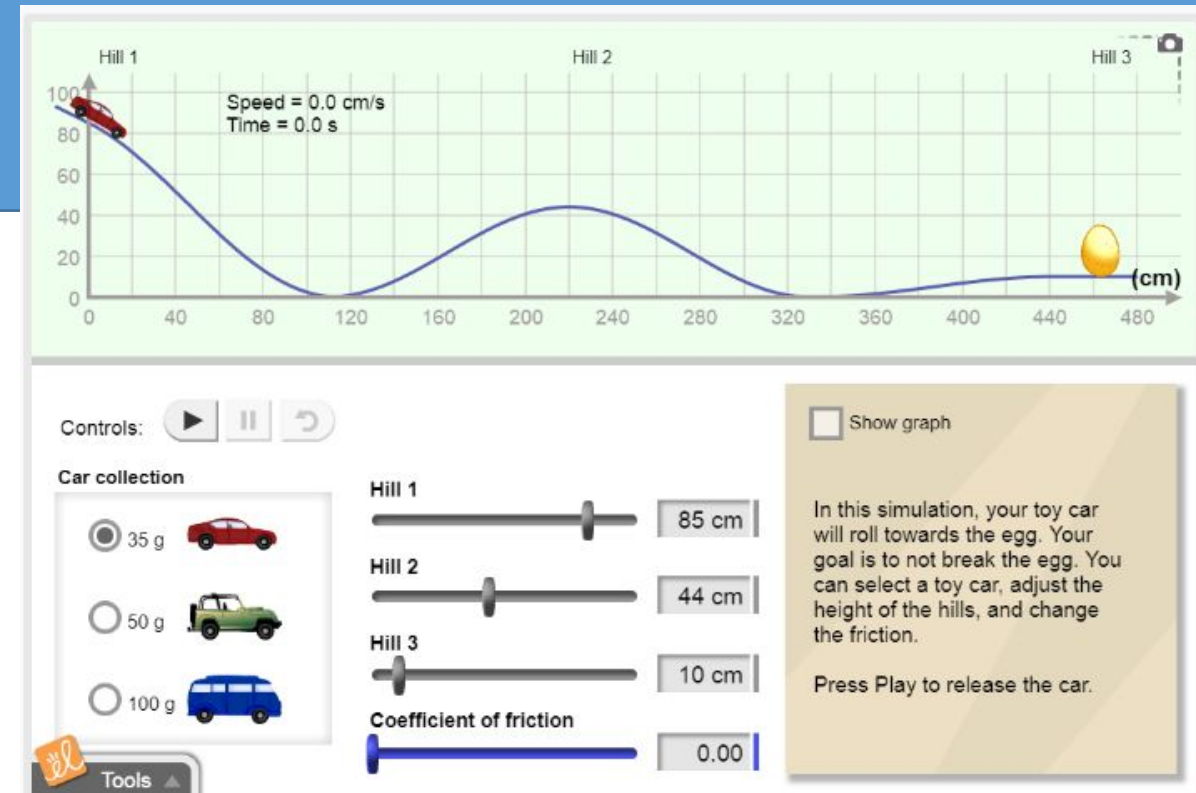 Hill 1
Hill 2
Hill 3
100
Speed = 0.0 cm/s
Time = 0.0 s
80
60
40
20
0
(cm)
0 40 80 120 160 200 240 280 320 360 400 440 480
Controls:
Show graph
Car collection
35 g
50 g
100 g
Hill 1
85 cm
Hill 2
44 cm
Hill 3
10 cm
Coefficient of friction
0.00
In this simulation, your toy car
will roll towards the egg. Your
goal is to not break the egg. You
can select a toy car, adjust the
height of the hills, and change
the friction.
Press Play to release the car.
el
Tools